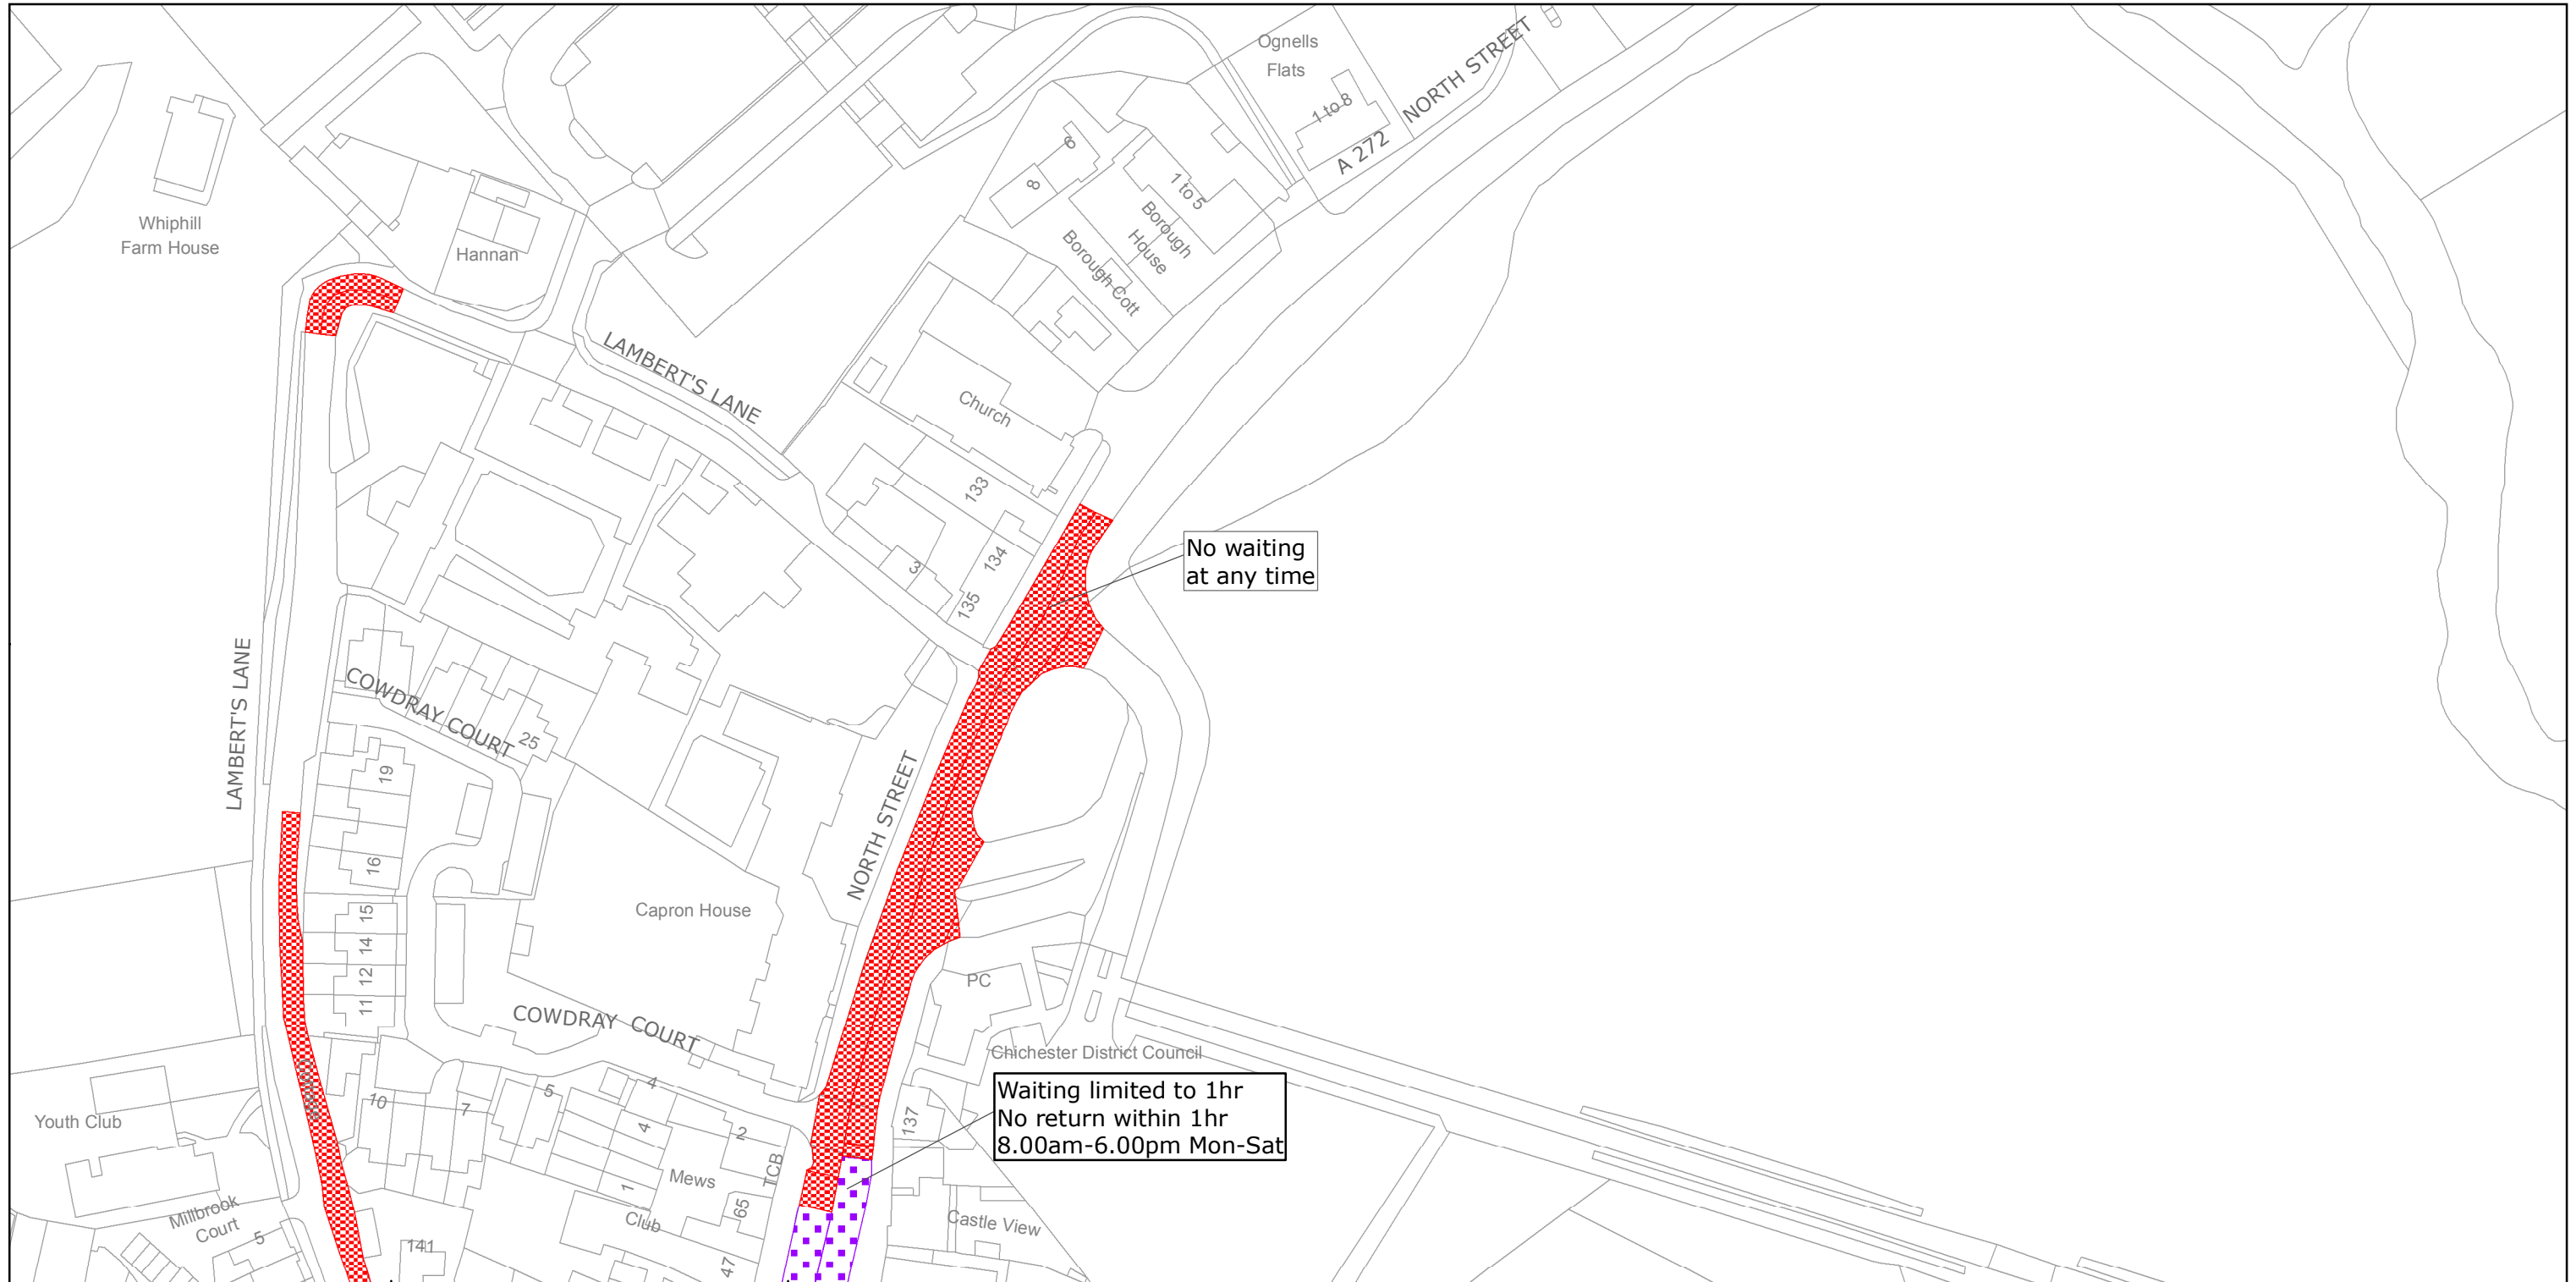 Ognells
Flats
1 to 8
NORTH STREET
A 272
6
8
1 to 5
Borough
House
Borough Cott
Whiphill
Farm House
Hannan
LAMBERT'S LANE
Church
133
134
135
3
No waiting
at any time
LAMBERT'S LANE
COWDRAY COURT
25
19
16
15
14
12
11
NORTH STREET
Capron House
PC
COWDRAY COURT
Chichester District Council
Waiting limited to 1hr
No return within 1hr
8.00am-6.00pm Mon-Sat
137
Youth Club
10
7
5
4
4
2
1
Mews
TCB
65
Club
47
Castle View
Millbrook
Court
5
141